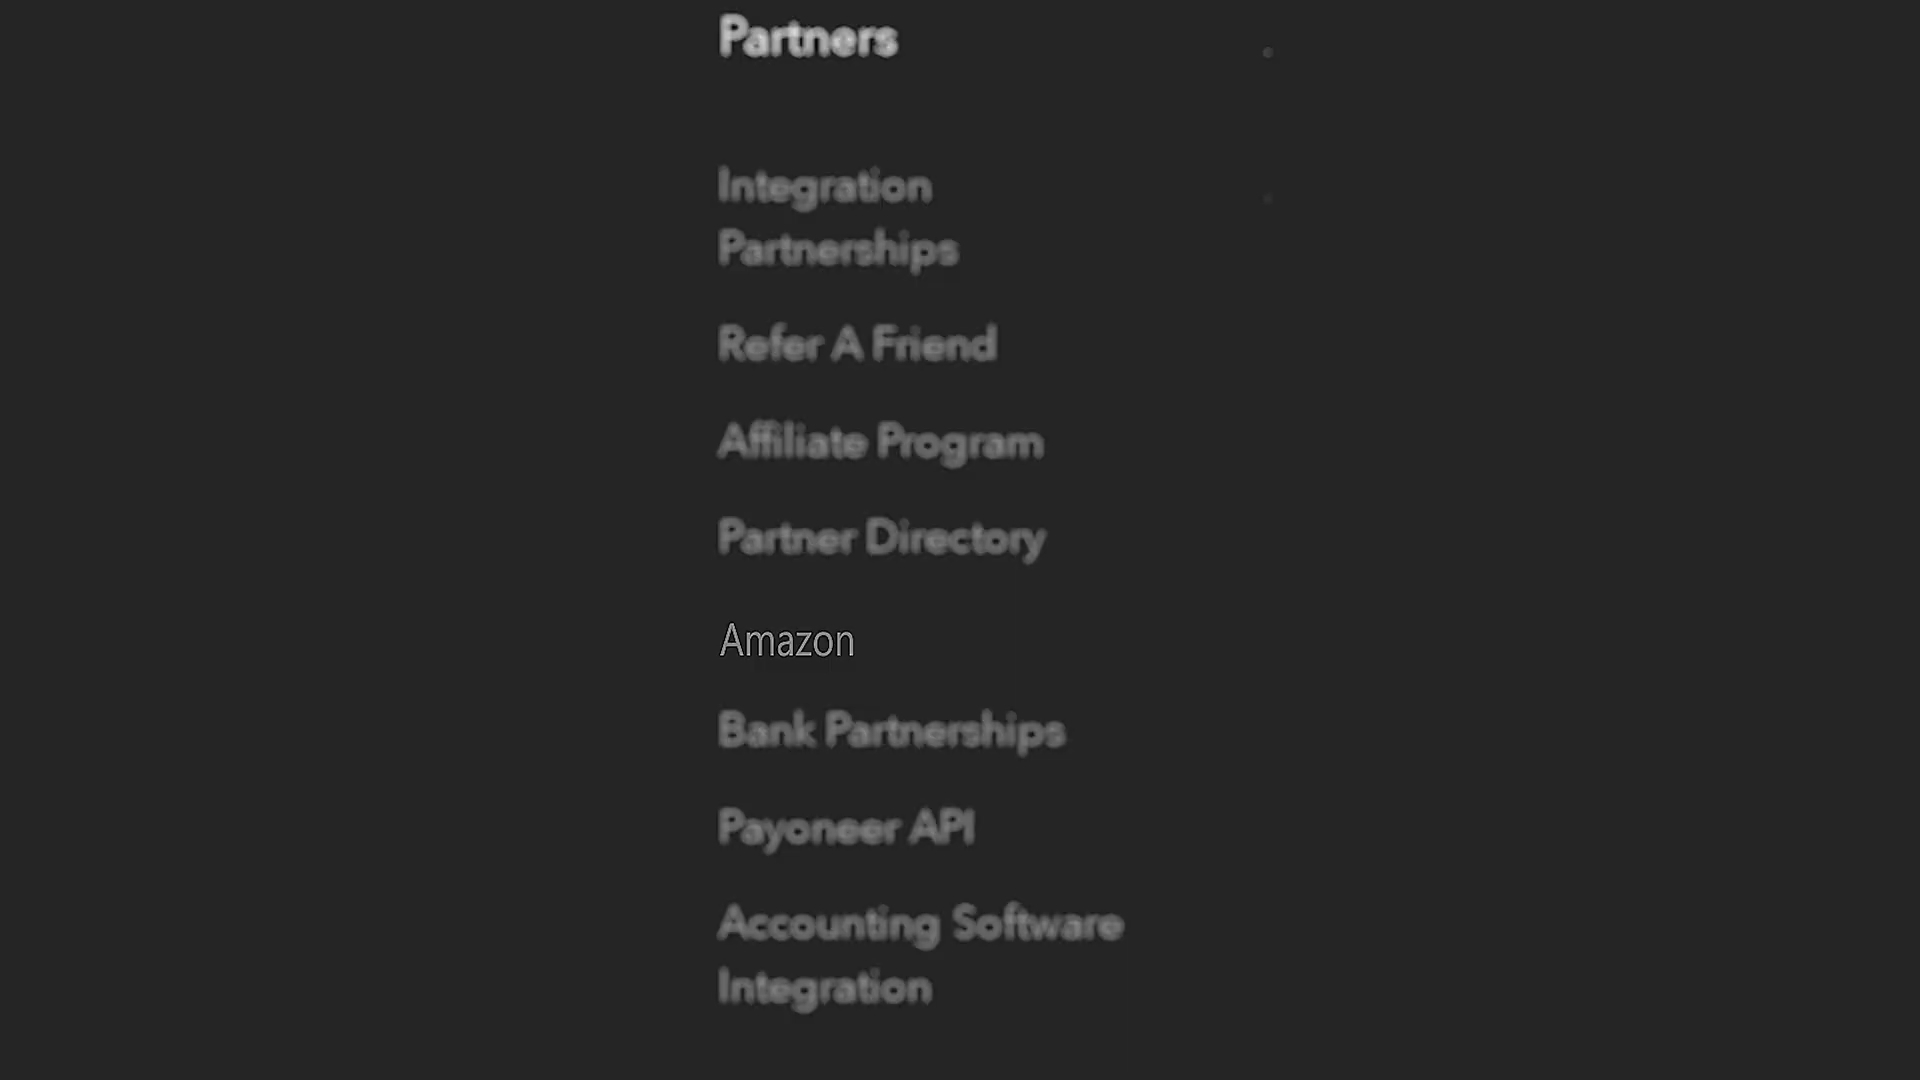 Partners
Integration
Partnerships
Refer A Friend
Affiliate Program
Partner Directory
Amazon
Bank Partnerships
Payoneer API
Accounting Software
Integration